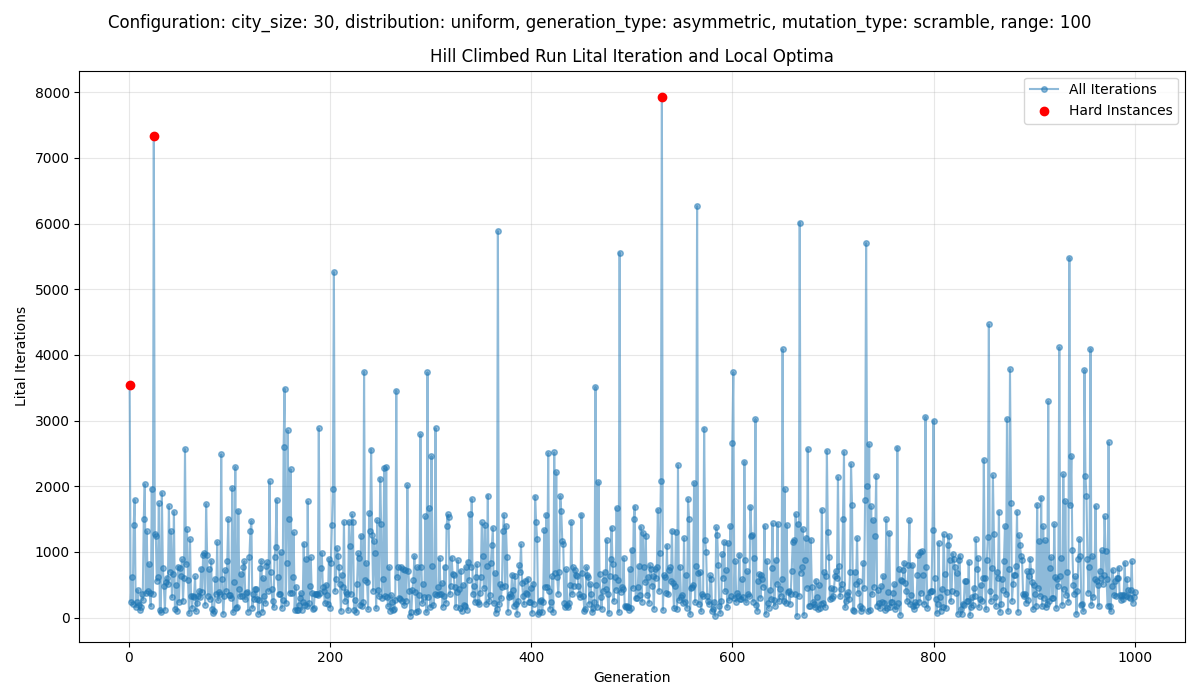 Configuration: city_size: 30, distribution: uniform, generation_type: asymmetric, mutation_type: scramble, range: 100
Hill Climbed Run Lital Iteration and Local Optima
All Iterations
Hard Instances
8000
7000
6000
5000
4000
3000
2000
1000
0
Lital Iterations
0
200
400
600
800
1000
Generation